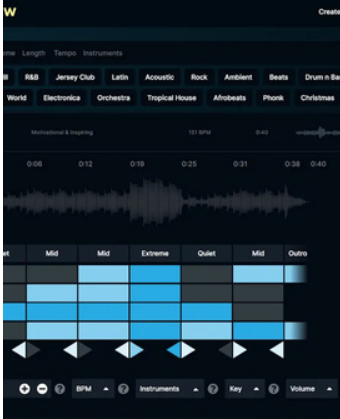 W Create
Length Tempo Instruments
R&B Jersey Club Latin Acoustic Rock Ambient Beats Drum n Ba
World Electronica Orchestra Tropical House Afrobeats Phonk Christmas
Motivational & Inspiring 151 BPM 0:40
0:06 0:12 0:19 0:25 0:31 0:38 0:40
et Mid Mid Extreme Quiet Mid Outro
BPM Instruments Key Volume